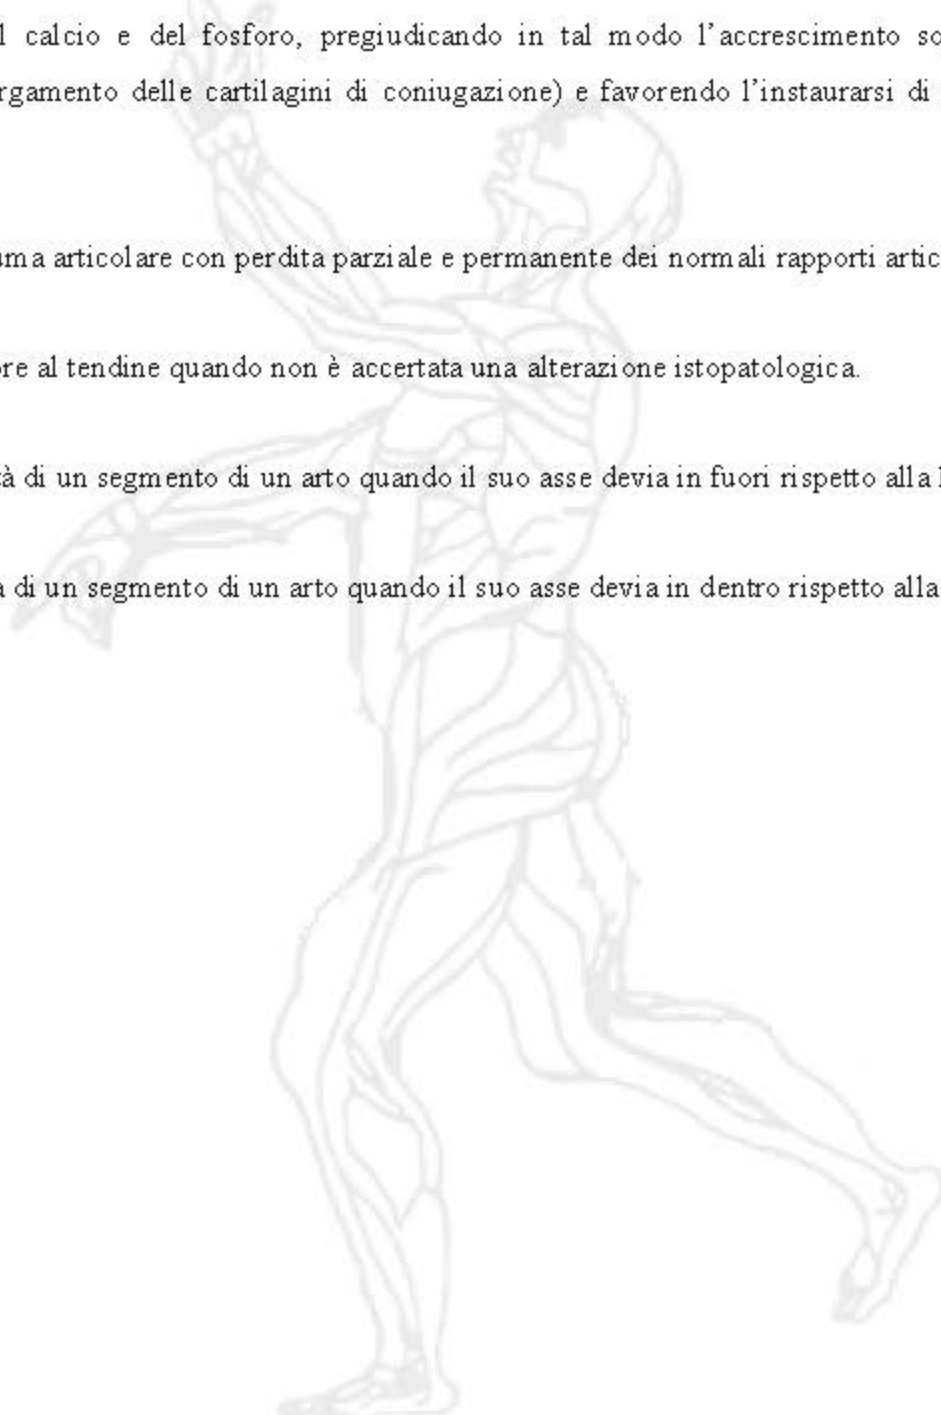 l calcio e del fosforo, pregiudicando in tal modo l'accrescimento so
rgamento delle cartilagini di coniugazione) e favorendo l'instaurarsi di
uma articolare con perdita parziale e permanente dei normali rapporti artic
re al tendine quando non è accertata una alterazione istopatologica.
à di un segmento di un arto quando il suo asse devia in fuori rispetto alla
di un segmento di un arto quando il suo asse devia in dentro rispetto alla